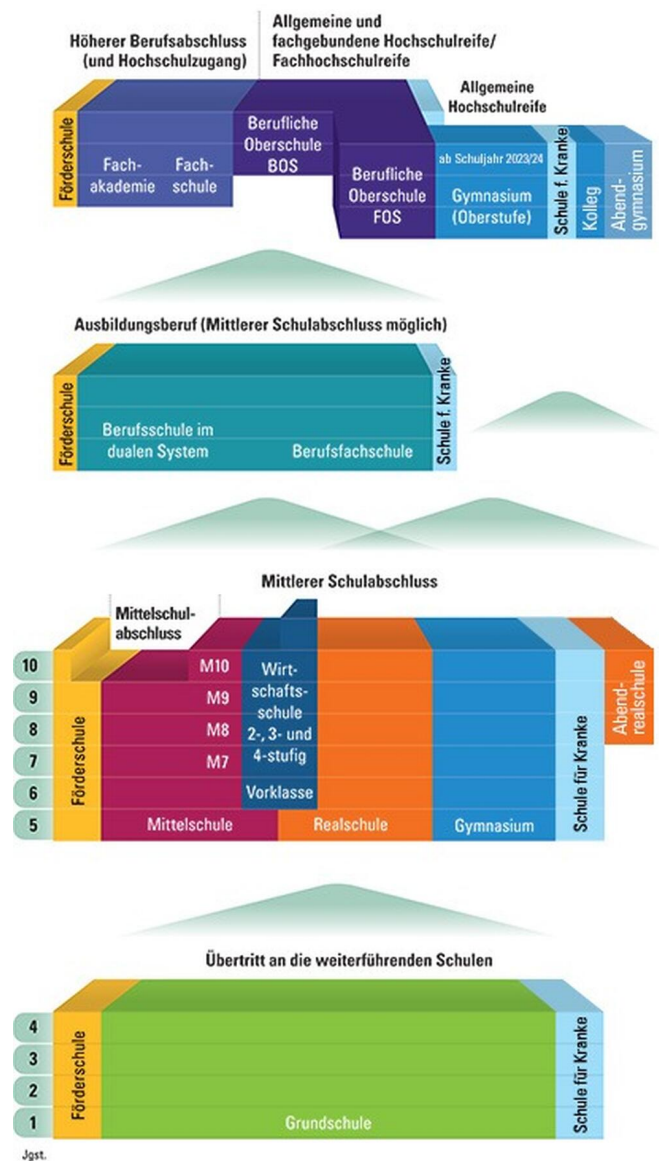 Höherer Berufsabschluss
(und Hochschulzugang)
Allgemeine und
fachgebundene Hochschulreife/
Fachhochschulreife
Allgemeine
Hochschulreife
Förderschule
Fach-
akademie
Fach-
schule
Berufliche
Oberschule
BOS
Berufliche
Oberschule
FOS
ab Schuljahr 2023/24
Gymnasium
(Oberstufe)
Schule f. Kranke
Kolleg
Abend-
gymnasium
Ausbildungsberuf (Mittlerer Schulabschluss möglich)
Förderschule
Berufsschule im
dualen System
Berufsfachschule
Schule f. Kranke
Mittlerer Schulabschluss
Mittelschul-
abschluss
10
9
8
7
6
5
Förderschule
M10
M9
M8
M7
Mittelschule
Wirt-
schafts-
schule
2-, 3- und
4-stufig
Vorklasse
Realschule
Gymnasium
Schule für Kranke
Abend-
realschule
Übertritt an die weiterführenden Schulen
4
3
2
1
Förderschule
Grundschule
Schule für Kranke
Jgst.